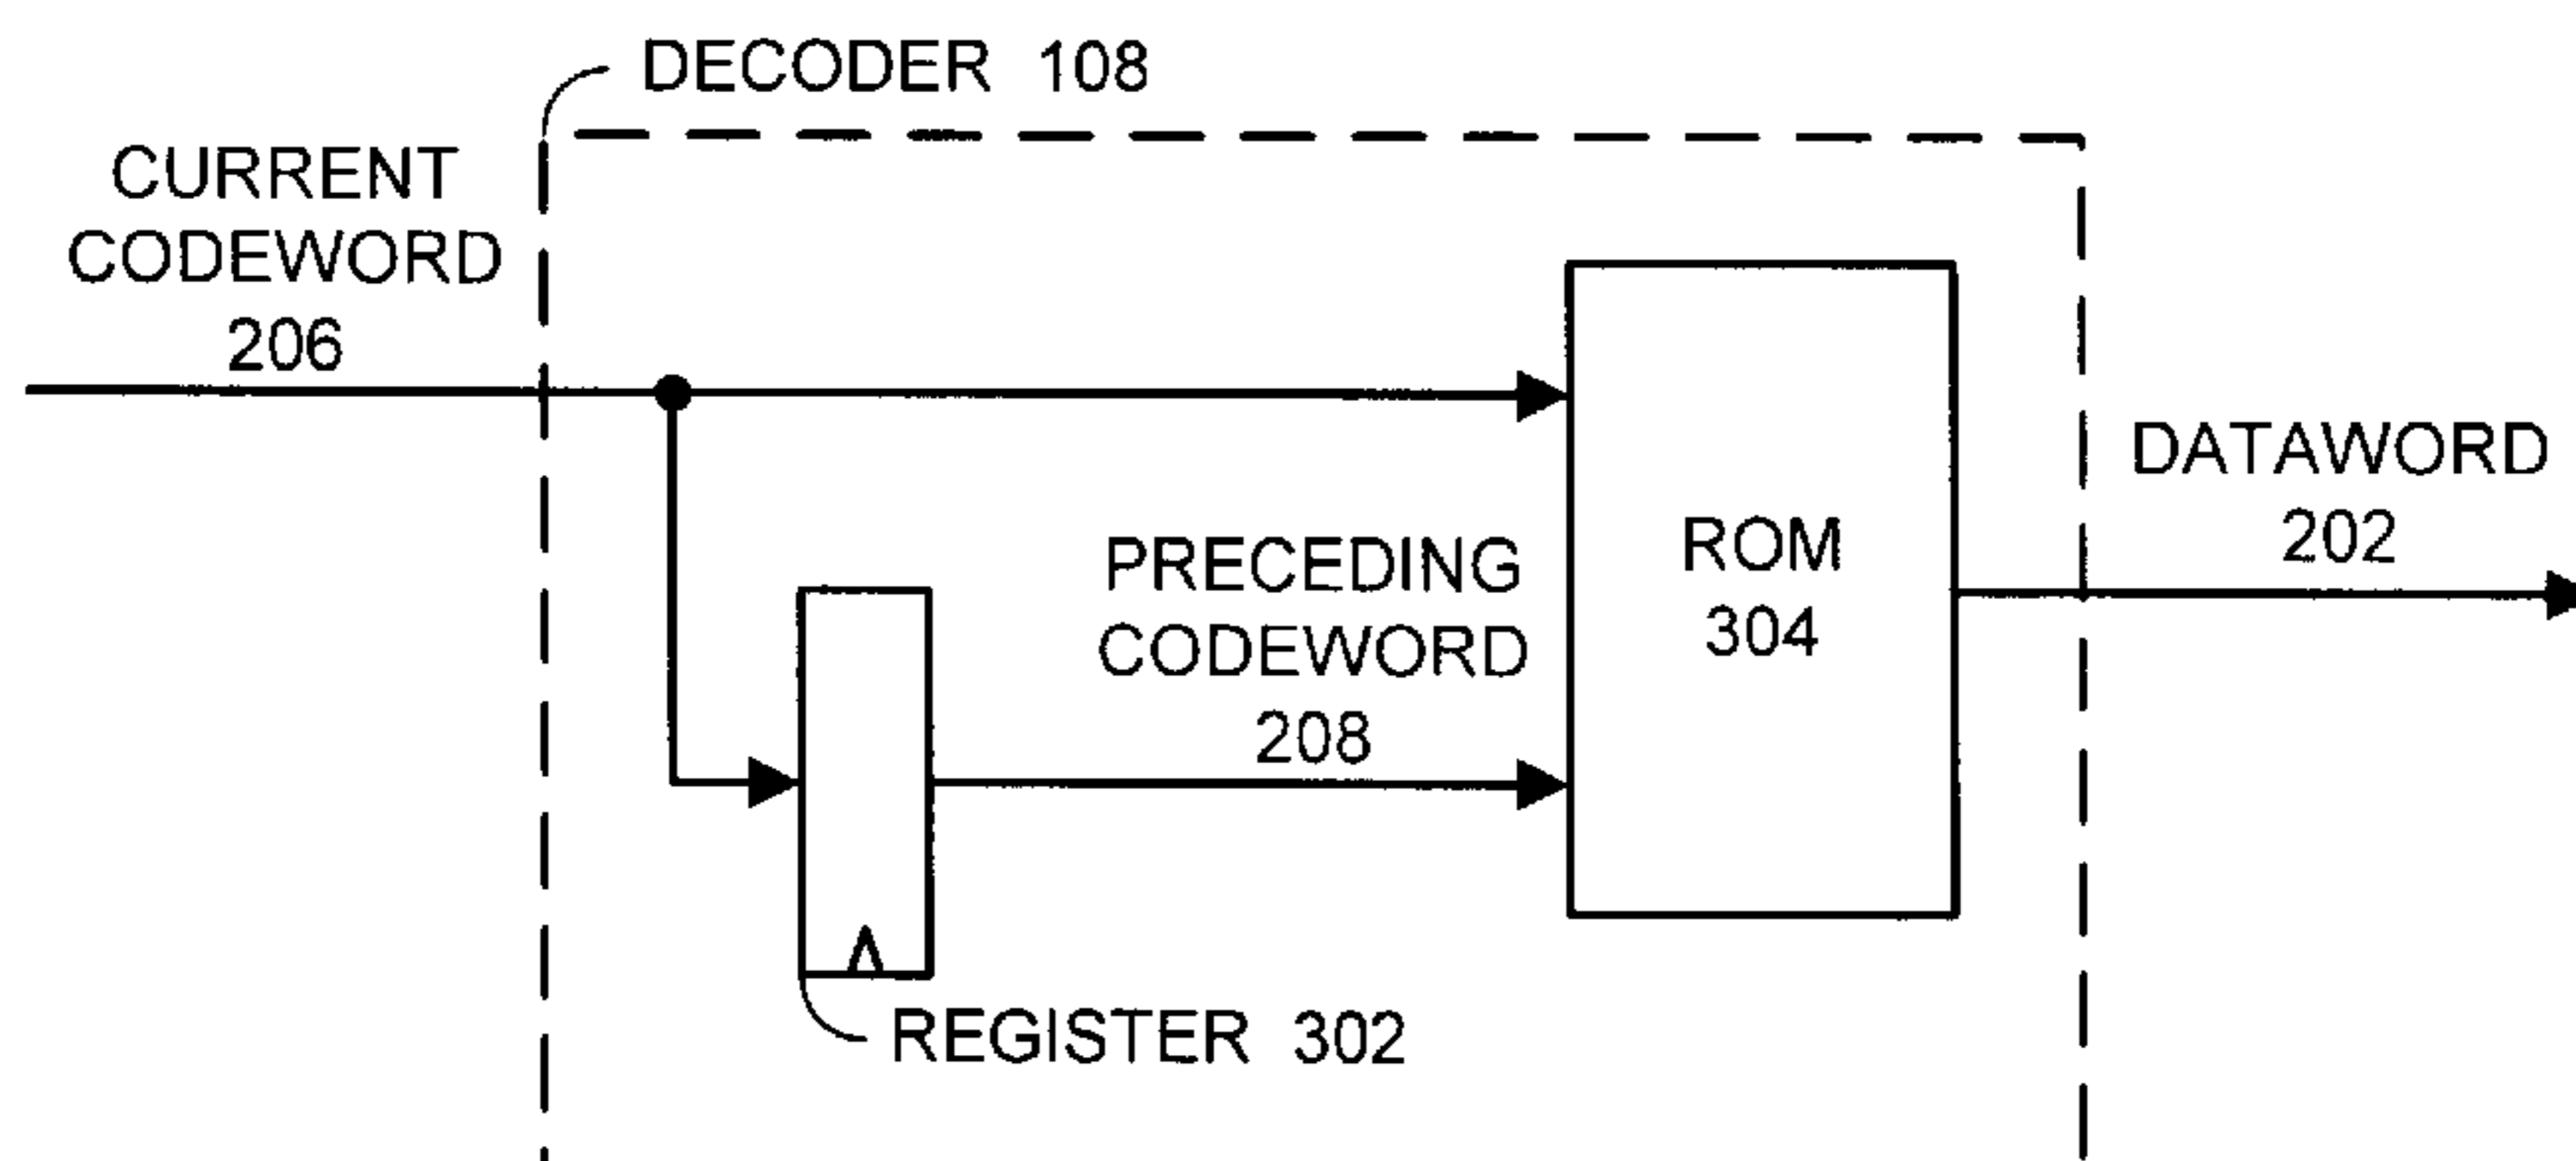 DECODER 108
CURRENT
CODEWORD
206
DATAWORD
202
ROM
304
PRECEDING
CODEWORD
208
REGISTER 302